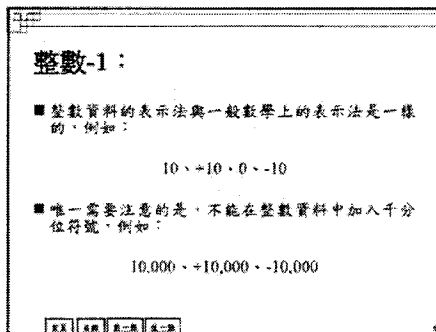 整數-1：
■整數資料的表示法與一般數學上的表示法是一樣
的，例如：
10、+10、0、-10
■唯一需要注意的是，不能在整數資料中加入千分
位符號，例如：
10,000、+10,000、-10,000